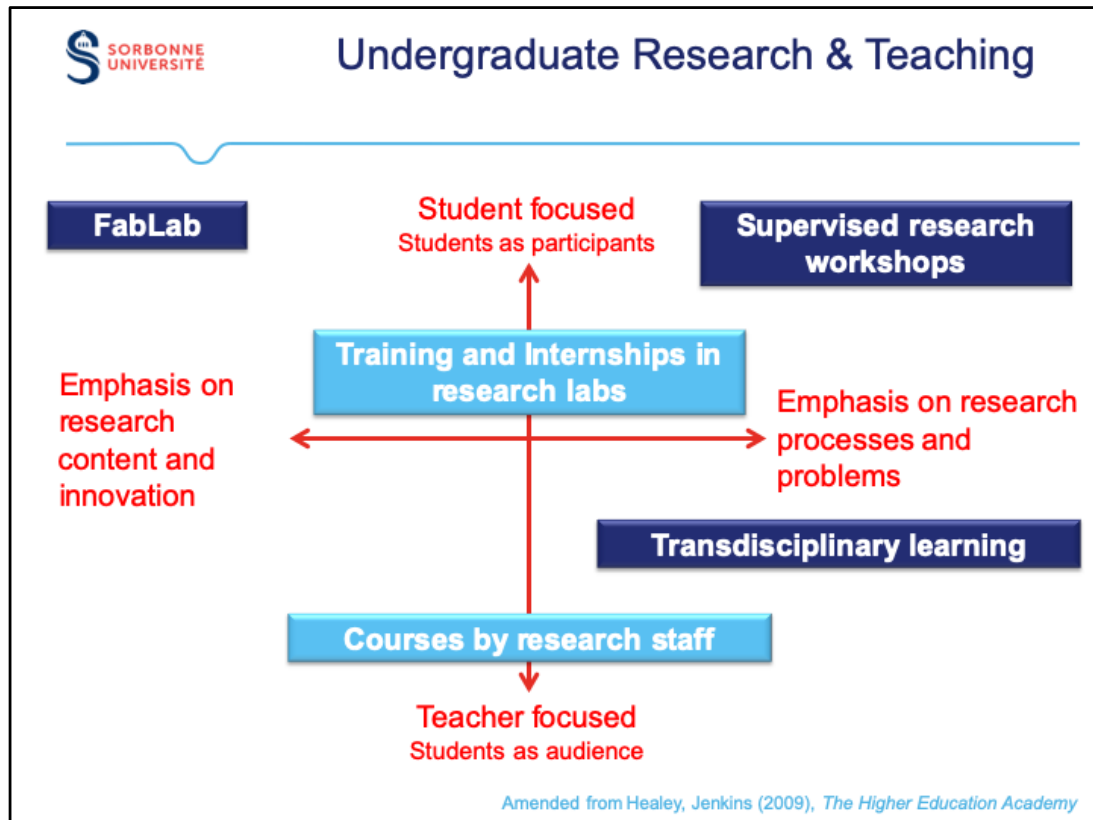 SORBONNE
UNIVERSITÉ
Undergraduate Research & Teaching
FabLab
Student focused
Students as participants
Supervised research
workshops
Training and Internships in
research labs
Emphasis on
research
content and
innovation
Emphasis on research
processes and
problems
Transdisciplinary learning
Courses by research staff
Teacher focused
Students as audience
Amended from Healey, Jenkins (2009), The Higher Education Academy